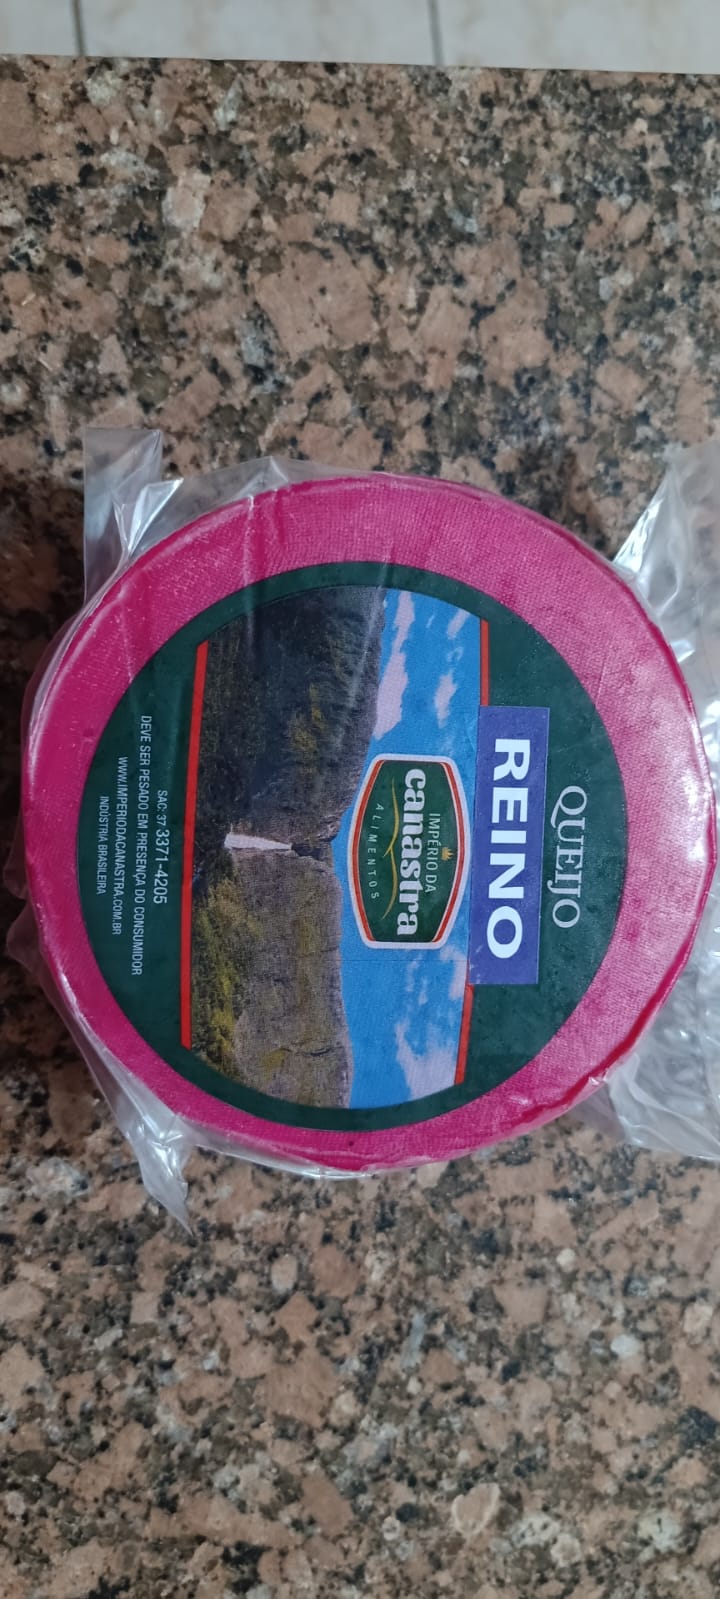 QUEIJO
REINO
IMPÉRIO DA
canastra
ALIMENTOS
SAC: 37 3371-4205
DEVE SER PESADO EM PRESENÇA DO CONSUMIDOR
WWW.IMPERIODACANASTRA.COM.BR
INDÚSTRIA BRASILEIRA